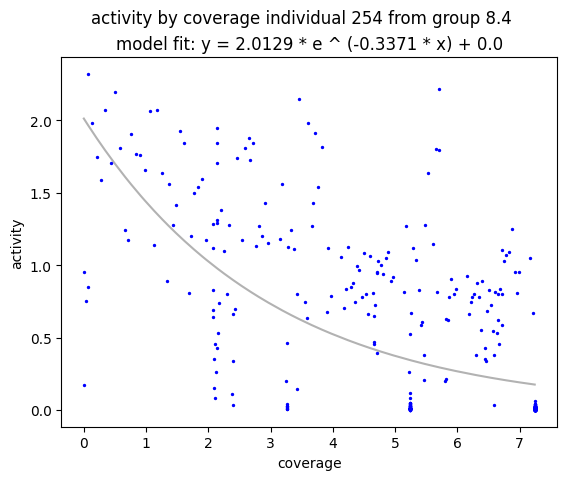 activity by coverage individual 254 from group 8.4
model fit: y = 2.0129 * e ^ (-0.3371 * x) + 0.0
2.0
1.5
1.0
0.5
0.0
activity
0 1 2 3 4 5 6 7
coverage